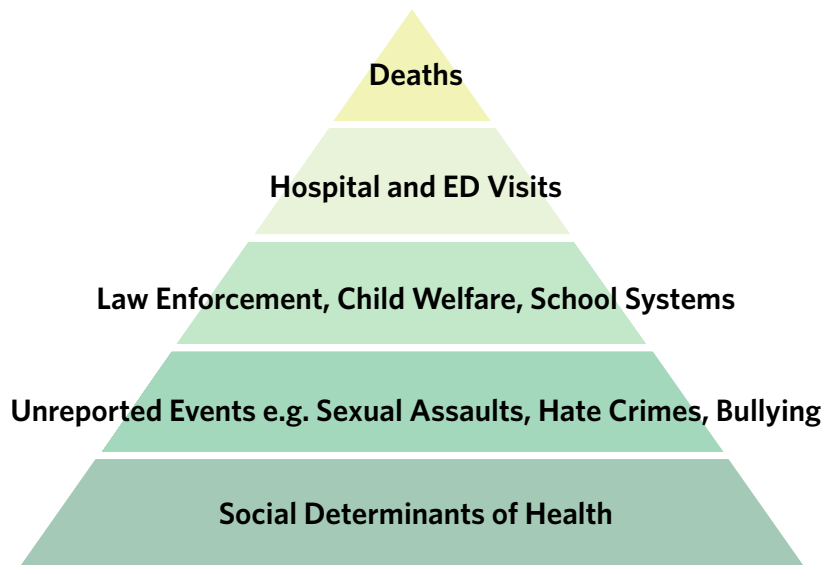 Deaths
Hospital and ED Visits
Law Enforcement, Child Welfare, School Systems
Unreported Events e.g. Sexual Assaults, Hate Crimes, Bullying
Social Determinants of Health